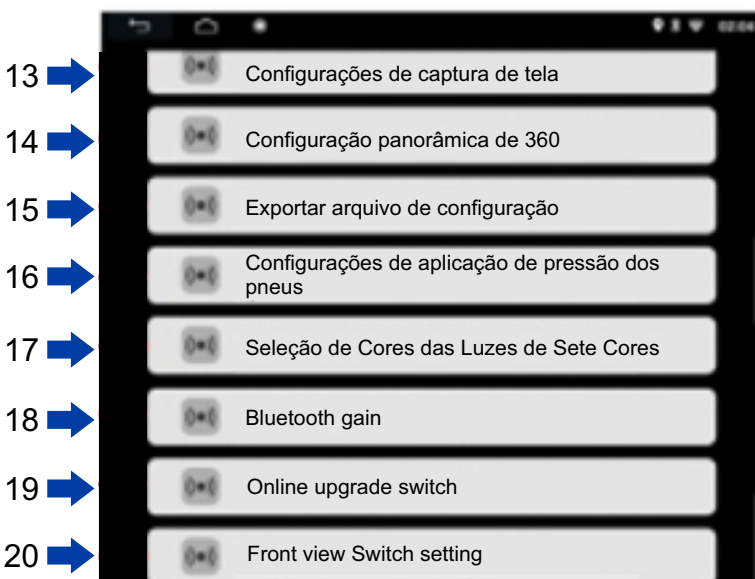 02:04
13 Configurações de captura de tela
14 Configuração panorâmica de 360
15 Exportar arquivo de configuração
16 Configurações de aplicação de pressão dos
pneus
17 Seleção de Cores das Luzes de Sete Cores
18 Bluetooth gain
19 Online upgrade switch
20 Front view Switch setting